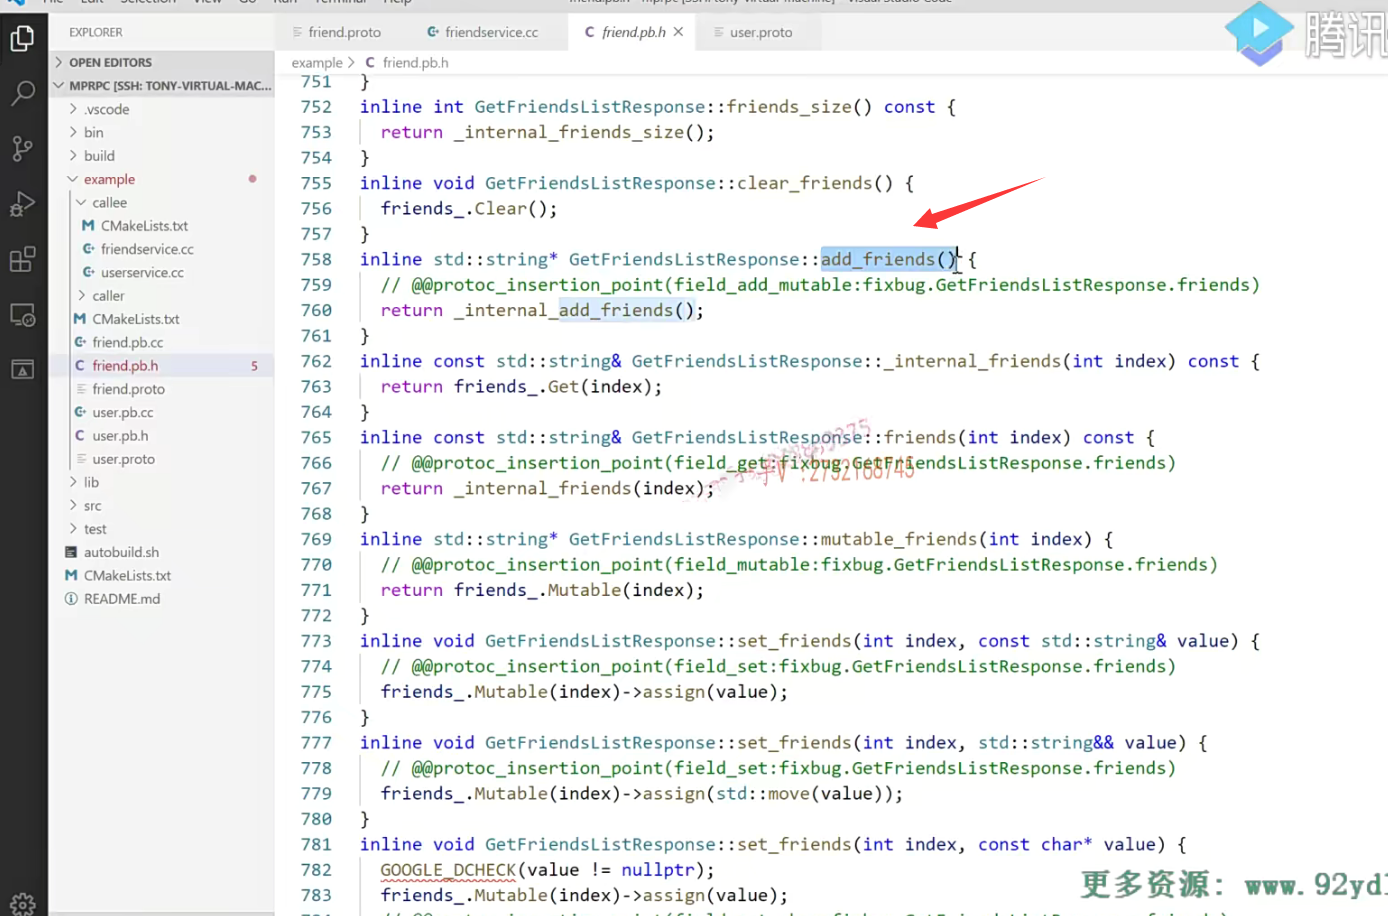 File Edit Selection View Go Run Terminal Help
EXPLORER
friend.proto
friendservice.cc
friend.pb.h
user.proto
腾讯
OPEN EDITORS
example > friend.pb.h
MPRPC [SSH: TONY-VIRTUAL-MAC...
.vscode
bin
build
example
callee
CMakeLists.txt
friendservice.cc
userservice.cc
caller
CMakeLists.txt
friend.pb.cc
friend.pb.h 5
friend.proto
user.pb.cc
user.pb.h
user.proto
lib
src
test
autobuild.sh
CMakeLists.txt
README.md
751 }
752 inline int GetFriendsListResponse::friends_size() const {
753 return _internal_friends_size();
754 }
755 inline void GetFriendsListResponse::clear_friends() {
756 friends_.Clear();
757 }
758 inline std::string* GetFriendsListResponse::add_friends() {
759 // @@protoc_insertion_point(field_add_mutable:fixbug.GetFriendsListResponse.friends)
760 return _internal_add_friends();
761 }
762 inline const std::string& GetFriendsListResponse::_internal_friends(int index) const {
763 return friends_.Get(index);
764 }
765 inline const std::string& GetFriendsListResponse::friends(int index) const {
766 // @@protoc_insertion_point(field_get:fixbug.GetFriendsListResponse.friends)
767 return _internal_friends(index);
768 }
769 inline std::string* GetFriendsListResponse::mutable_friends(int index) {
770 // @@protoc_insertion_point(field_mutable:fixbug.GetFriendsListResponse.friends)
771 return friends_.Mutable(index);
772 }
773 inline void GetFriendsListResponse::set_friends(int index, const std::string& value) {
774 // @@protoc_insertion_point(field_set:fixbug.GetFriendsListResponse.friends)
775 friends_.Mutable(index)->assign(value);
776 }
777 inline void GetFriendsListResponse::set_friends(int index, std::string&& value) {
778 // @@protoc_insertion_point(field_set:fixbug.GetFriendsListResponse.friends)
779 friends_.Mutable(index)->assign(std::move(value));
780 }
781 inline void GetFriendsListResponse::set_friends(int index, const char* value) {
782 GOOGLE_DCHECK(value != nullptr);
783 friends_.Mutable(index)->assign(value);
更多资源: www.92yd1